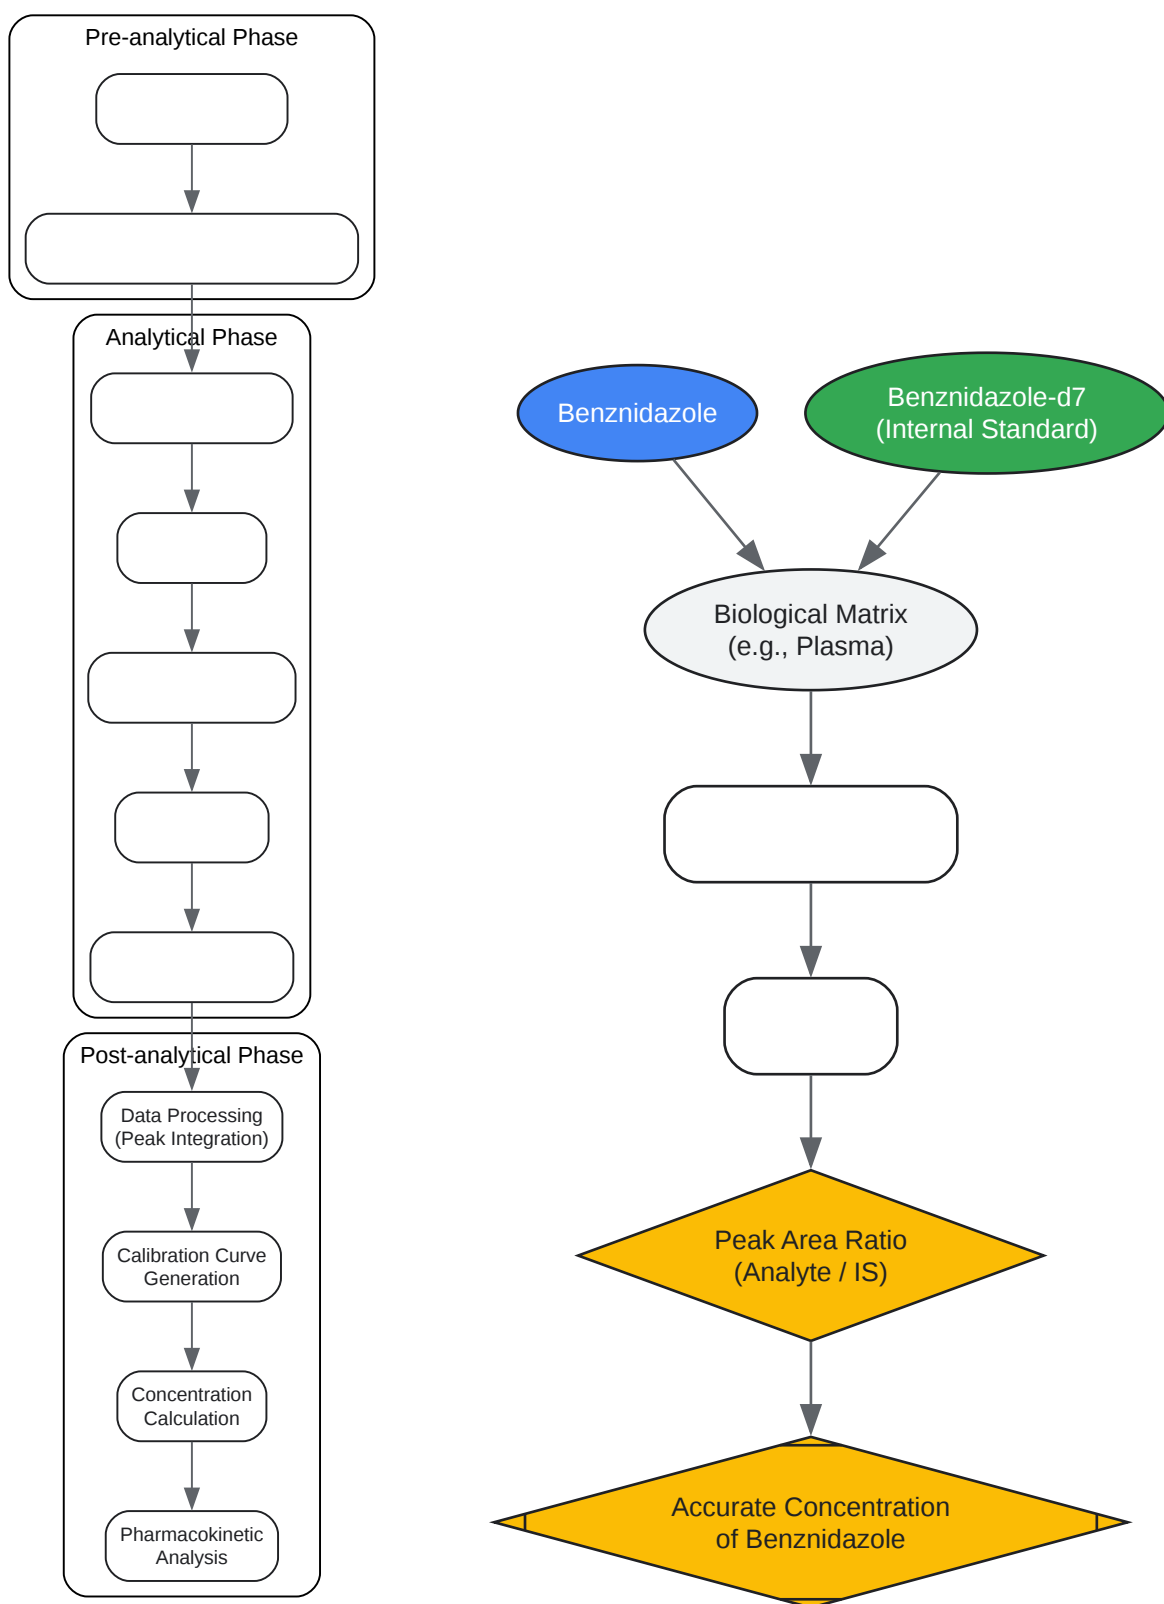 Pre-analytical Phase
Analytical Phase
Post-analytical Phase
Data Processing
(Peak Integration)
Calibration Curve
Generation
Concentration
Calculation
Pharmacokinetic
Analysis
Benznidazole
Benznidazole-d7
(Internal Standard)
Biological Matrix
(e.g., Plasma)
Peak Area Ratio
(Analyte / IS)
Accurate Concentration
of Benznidazole